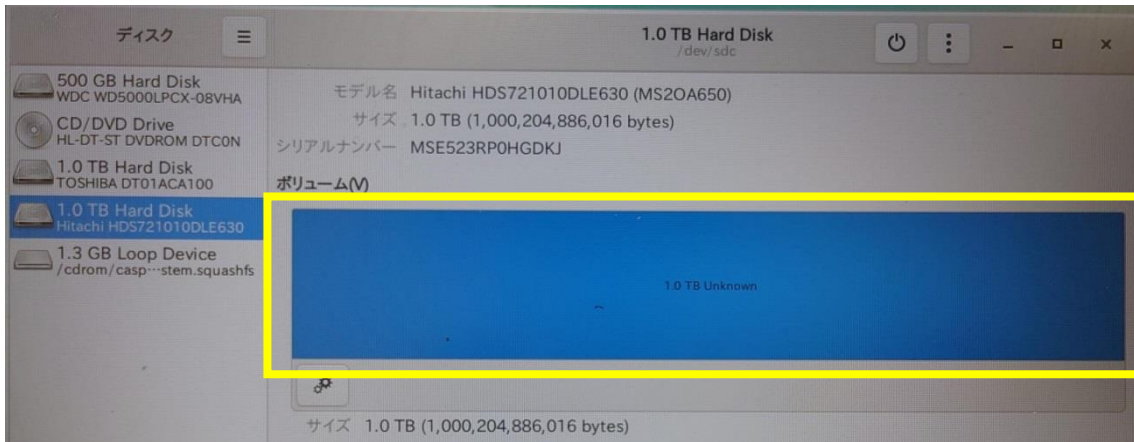 ディスク
1.0 TB Hard Disk
/dev/sdc
500 GB Hard Disk
WDC WD5000LPCX-08VHA
CD/DVD Drive
HL-DT-ST DVDROM DTC0N
1.0 TB Hard Disk
TOSHIBA DT01ACA100
1.0 TB Hard Disk
Hitachi HDS721010DLE630
1.3 GB Loop Device
/cdrom/casp…stem.squashfs
モデル名 Hitachi HDS721010DLE630 (MS2OA650)
サイズ 1.0 TB (1,000,204,886,016 bytes)
シリアルナンバー MSE523RP0HGDKJ
ボリューム(V)
1.0 TB Unknown
サイズ 1.0 TB (1,000,204,886,016 bytes)